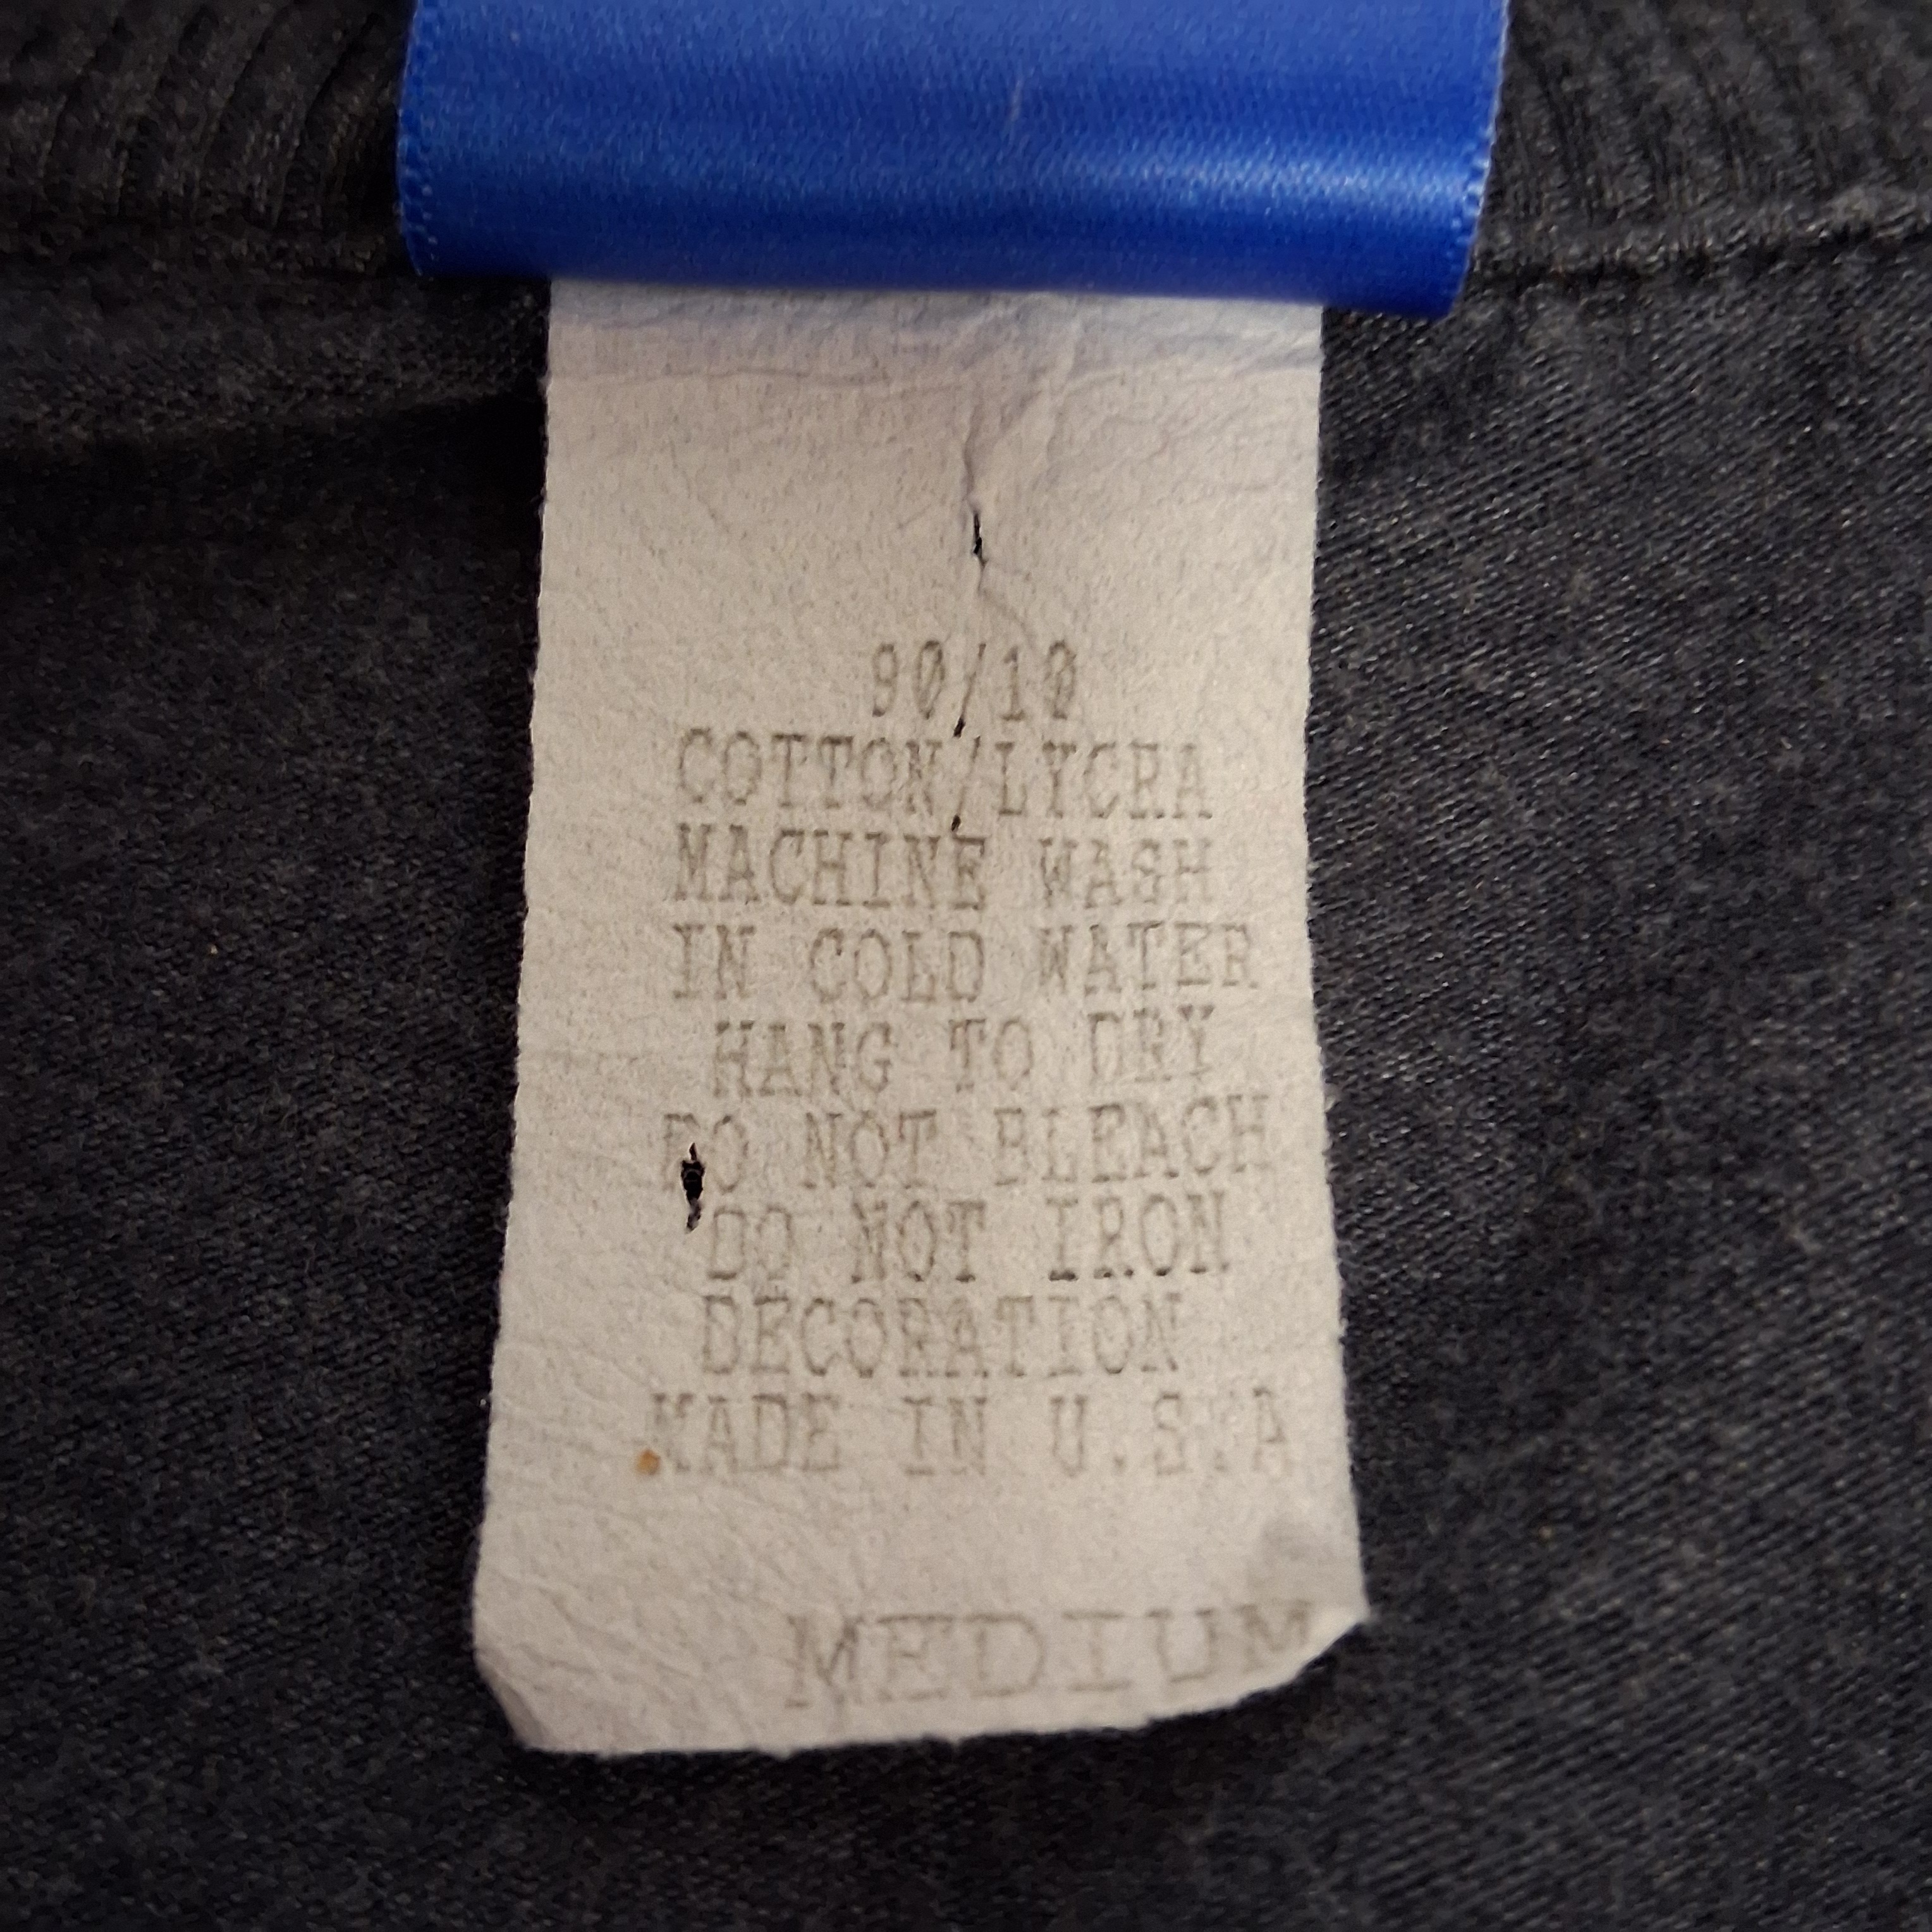 90/10
COTTON/LYCRA
MACHINE WASH
IN COLD WATER
HANG TO DRY
DO NOT BLEACH
DO NOT IRON
DECORATION
MADE IN U.S.A
MEDIUM